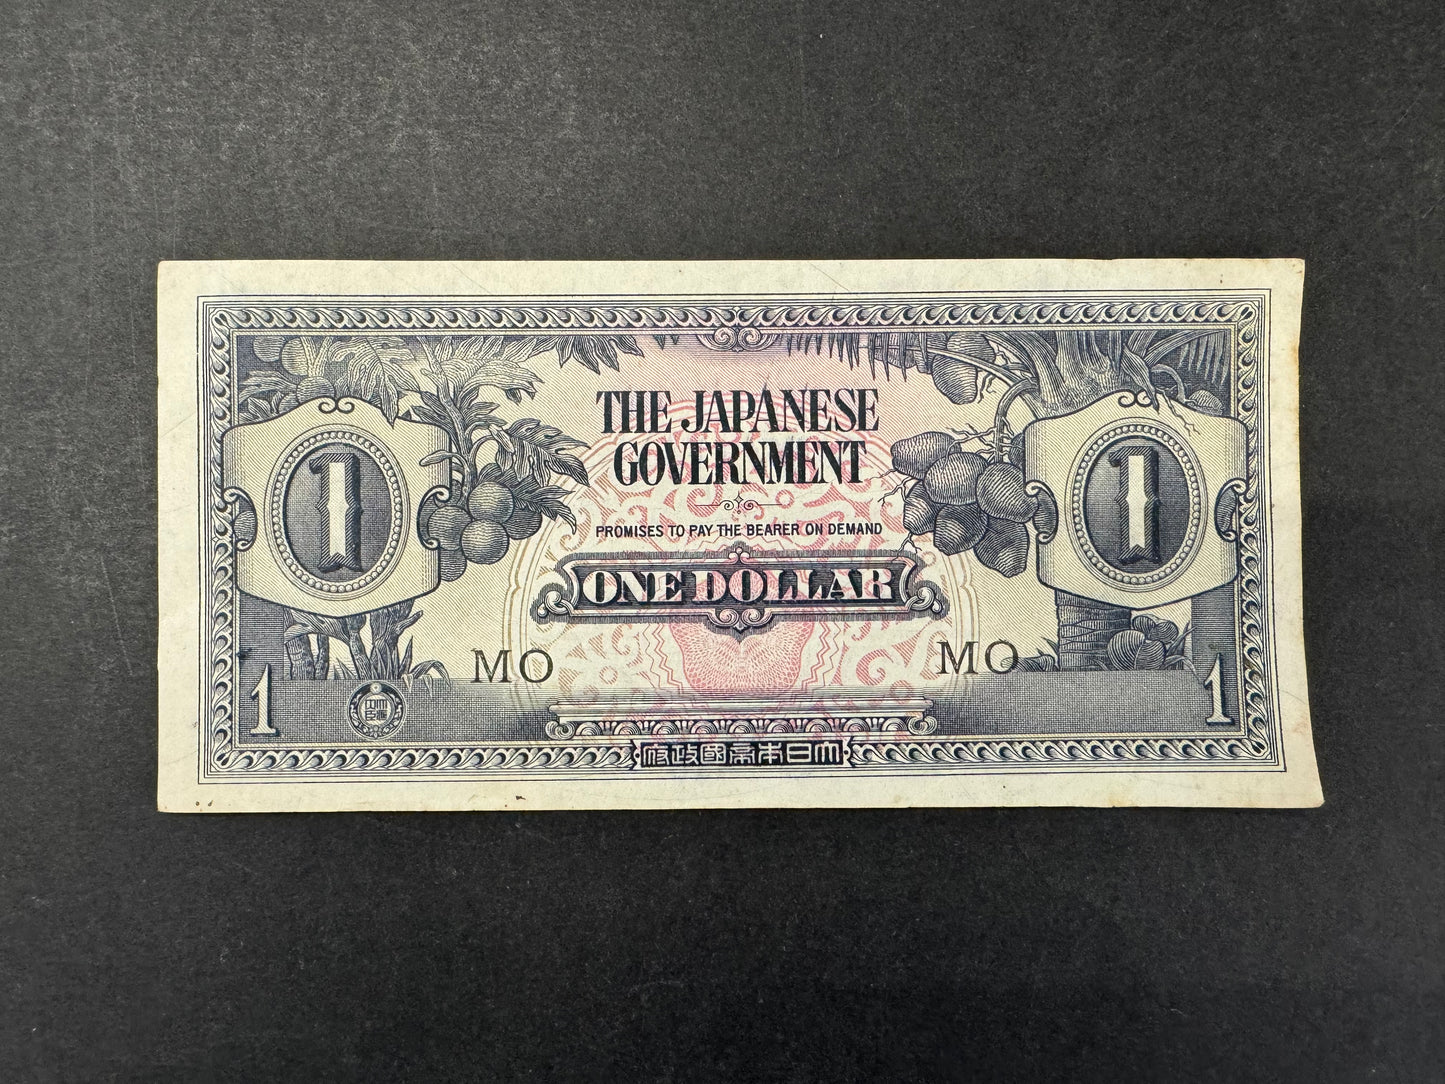 THE JAPANESE
GOVERNMENT
PROMISES TO PAY THE BEARER ON DEMAND
1
1
ONE DOLLAR
MO
MO
1
1
府政國帝本日大